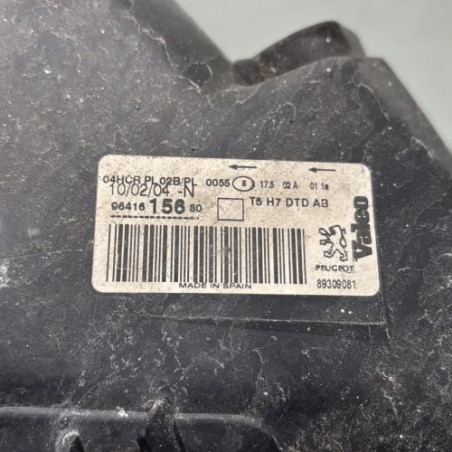 04HCR PL 02B/PL 0055 17.5 02A 01 1a
10/02/04 -N
96416 156 80 T5 H7 DTD AB
MADE IN SPAIN
PEUGEOT
Valeo
89309081